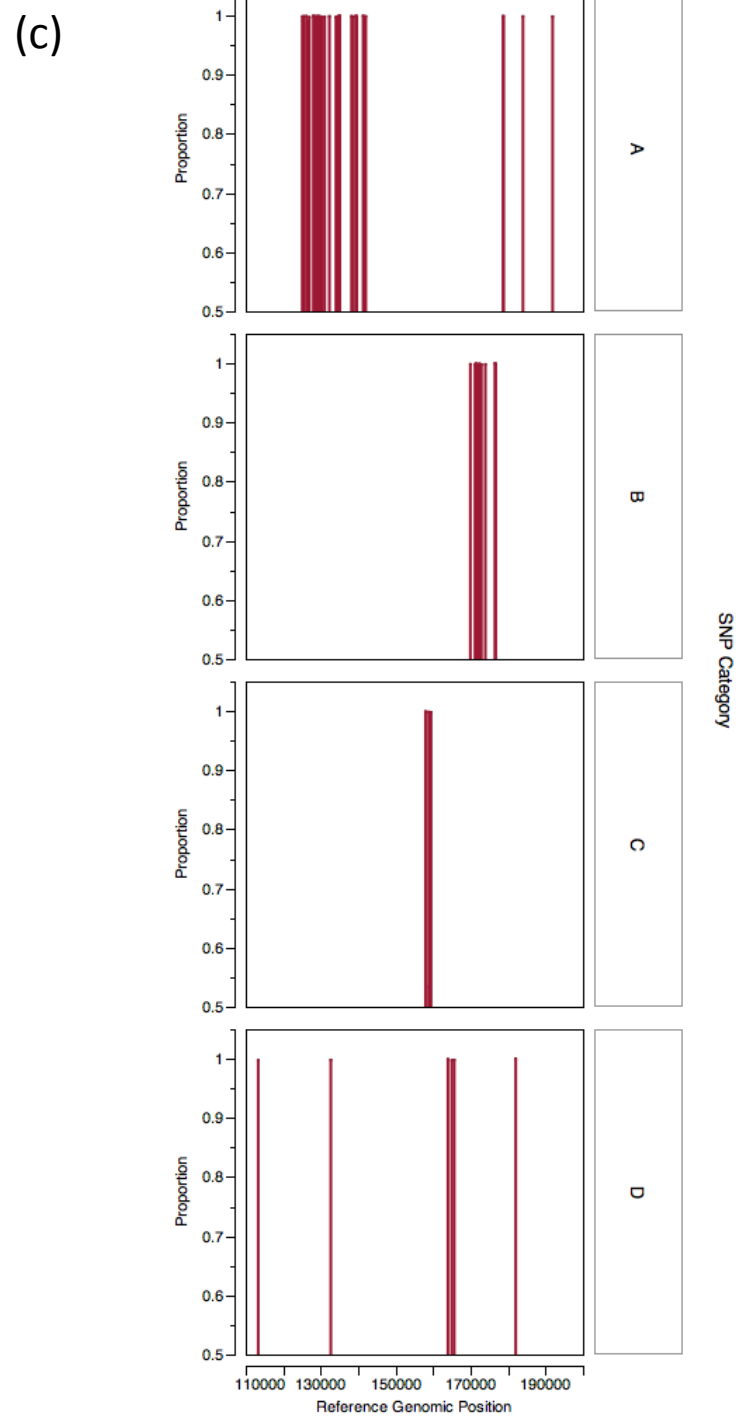 (c)
1
0.9
0.8
0.7
0.6
0.5
Proportion
A
1
0.9
0.8
0.7
0.6
0.5
Proportion
B
SNP Category
1
0.9
0.8
0.7
0.6
0.5
Proportion
C
1
0.9
0.8
0.7
0.6
0.5
Proportion
D
110000 130000 150000 170000 190000
Reference Genomic Position